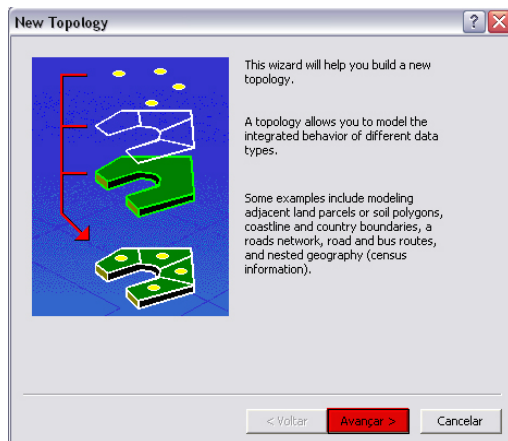 New Topology
This wizard will help you build a new
topology.
A topology allows you to model the
integrated behavior of different data
types.
Some examples include modeling
adjacent land parcels or soil polygons,
coastline and country boundaries, a
roads network, road and bus routes,
and nested geography (census
information).
< Voltar Avançar > Cancelar